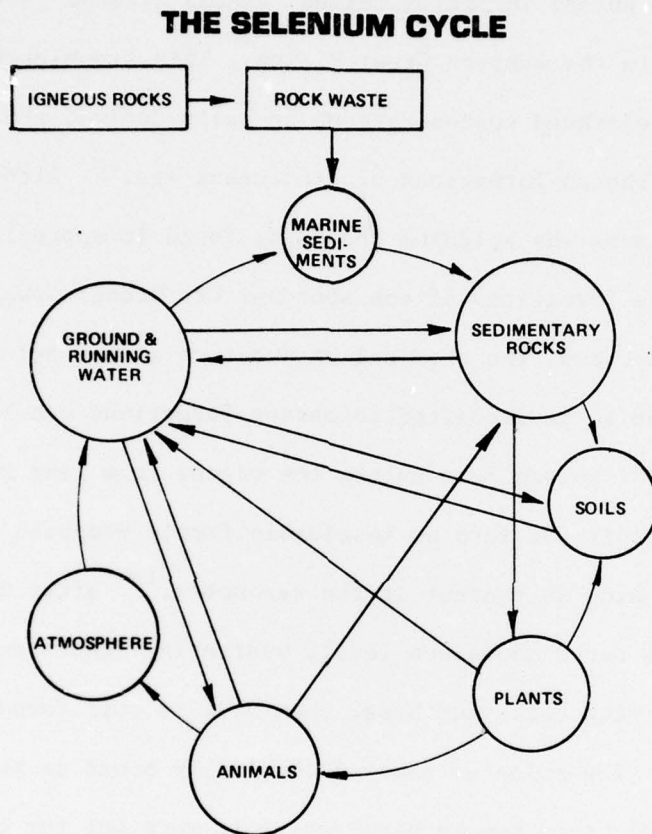 THE SELENIUM CYCLE
IGNEOUS ROCKS
ROCK WASTE
MARINE
SEDI-
MENTS
GROUND &
RUNNING
WATER
SEDIMENTARY
ROCKS
SOILS
ATMOSPHERE
PLANTS
ANIMALS